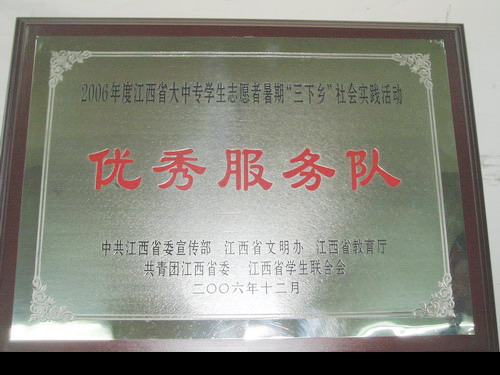 2006年度江西省大中专学生志愿者暑期“三下乡”社会实践活动
优秀服务队
中共江西省委宣传部 江西省文明办 江西省教育厅
共青团江西省委 江西省学生联合会
二〇〇六年十二月